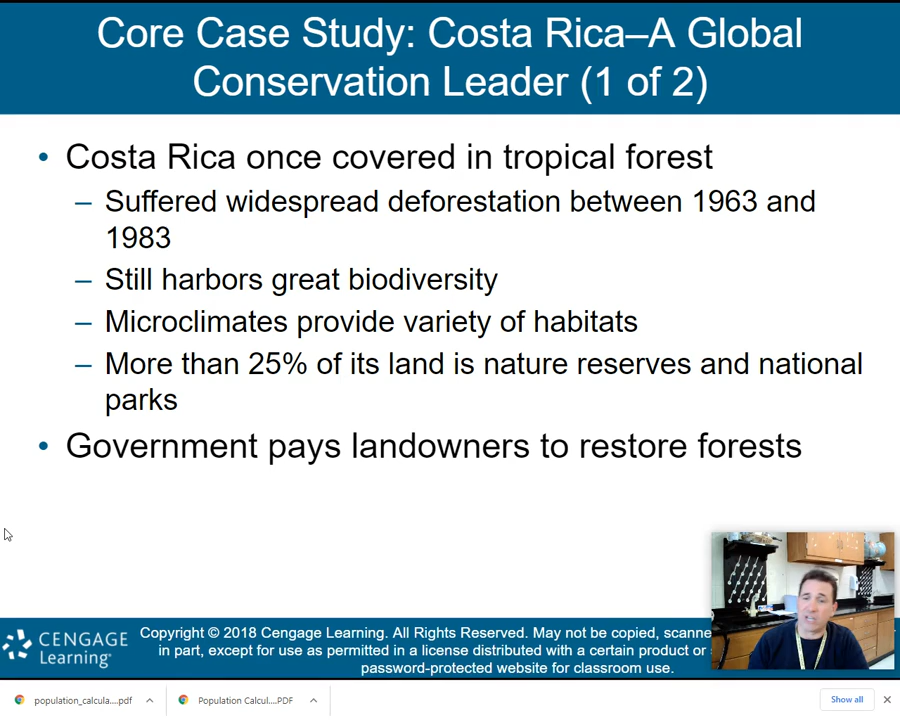 Core Case Study: Costa Rica–A Global
Conservation Leader (1 of 2)
• Costa Rica once covered in tropical forest
– Suffered widespread deforestation between 1963 and
1983
– Still harbors great biodiversity
– Microclimates provide variety of habitats
– More than 25% of its land is nature reserves and national
parks
• Government pays landowners to restore forests
CENGAGE
Learning®
Copyright © 2018 Cengage Learning. All Rights Reserved. May not be copied, scanne
in part, except for use as permitted in a license distributed with a certain product or
password-protected website for classroom use.
population_calcula....pdf
Population Calcul....PDF
Show all